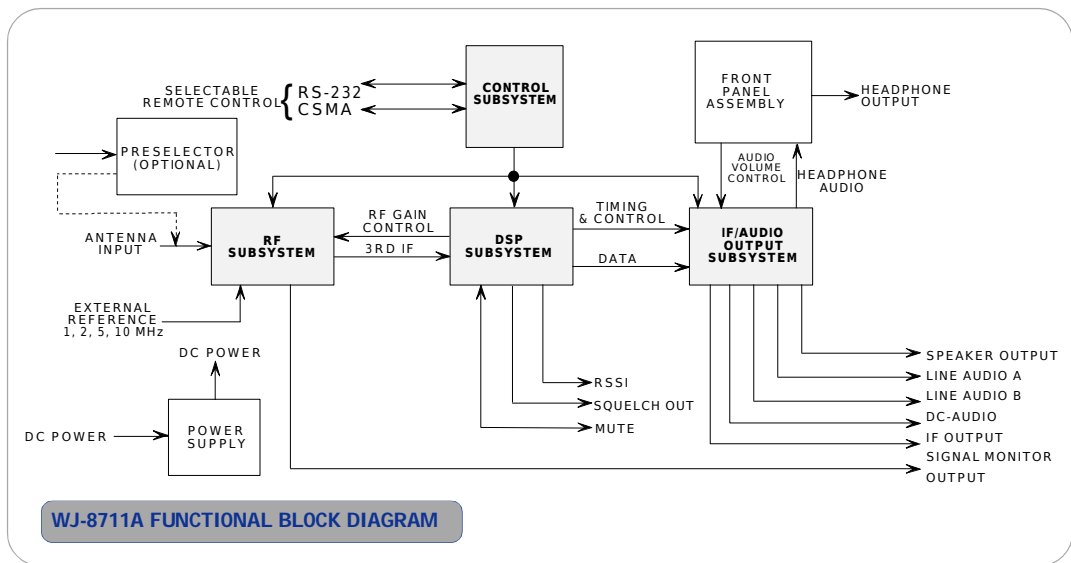 CONTROL
SUBSYSTEM
SELECTABLE
REMOTE CONTROL
{ RS-232
CSMA
FRONT
PANEL
ASSEMBLY
HEADPHONE
OUTPUT
PRESELECTOR
(OPTIONAL)
AUDIO
VOLUME
CONTROL
HEADPHONE
AUDIO
ANTENNA
INPUT
RF
SUBSYSTEM
RF GAIN
CONTROL
3RD IF
DSP
SUBSYSTEM
TIMING
& CONTROL
DATA
IF/AUDIO
OUTPUT
SUBSYSTEM
EXTERNAL
REFERENCE
1, 2, 5, 10 MHz
DC POWER
DC POWER
POWER
SUPPLY
RSSI
SQUELCH OUT
MUTE
SPEAKER OUTPUT
LINE AUDIO A
LINE AUDIO B
DC-AUDIO
IF OUTPUT
SIGNAL MONITOR
OUTPUT
WJ-8711A FUNCTIONAL BLOCK DIAGRAM